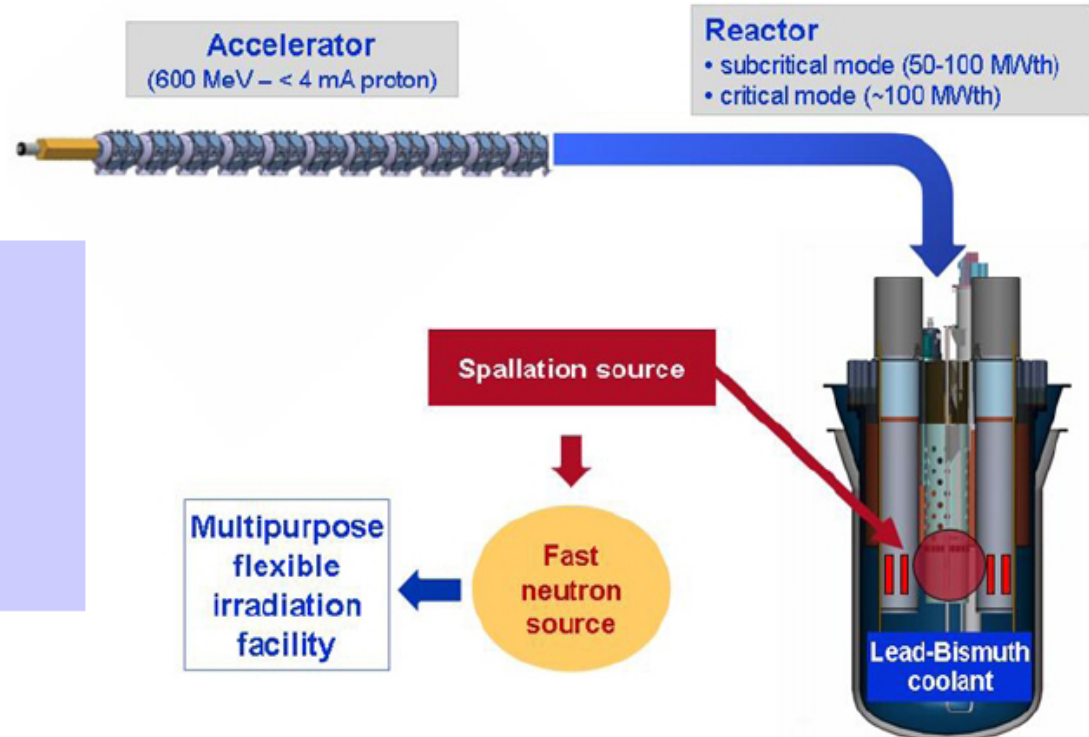 Accelerator
(600 MeV – < 4 mA proton)
Reactor
• subcritical mode (50-100 MWth)
• critical mode (~100 MWth)
Spallation source
Multipurpose
flexible
irradiation
facility
Fast
neutron
source
Lead-Bismuth
coolant